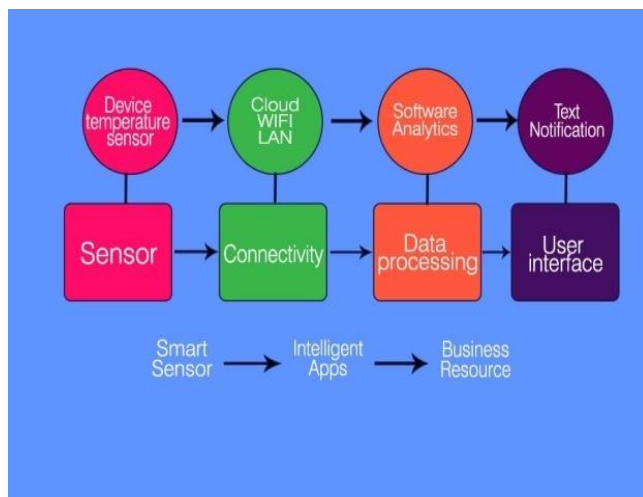 Device
temperature
sensor
Cloud
WIFI
LAN
Software
Analytics
Text
Notification
Sensor
Connectivity
Data
processing
User
interface
Smart
Sensor
Intelligent
Apps
Business
Resource